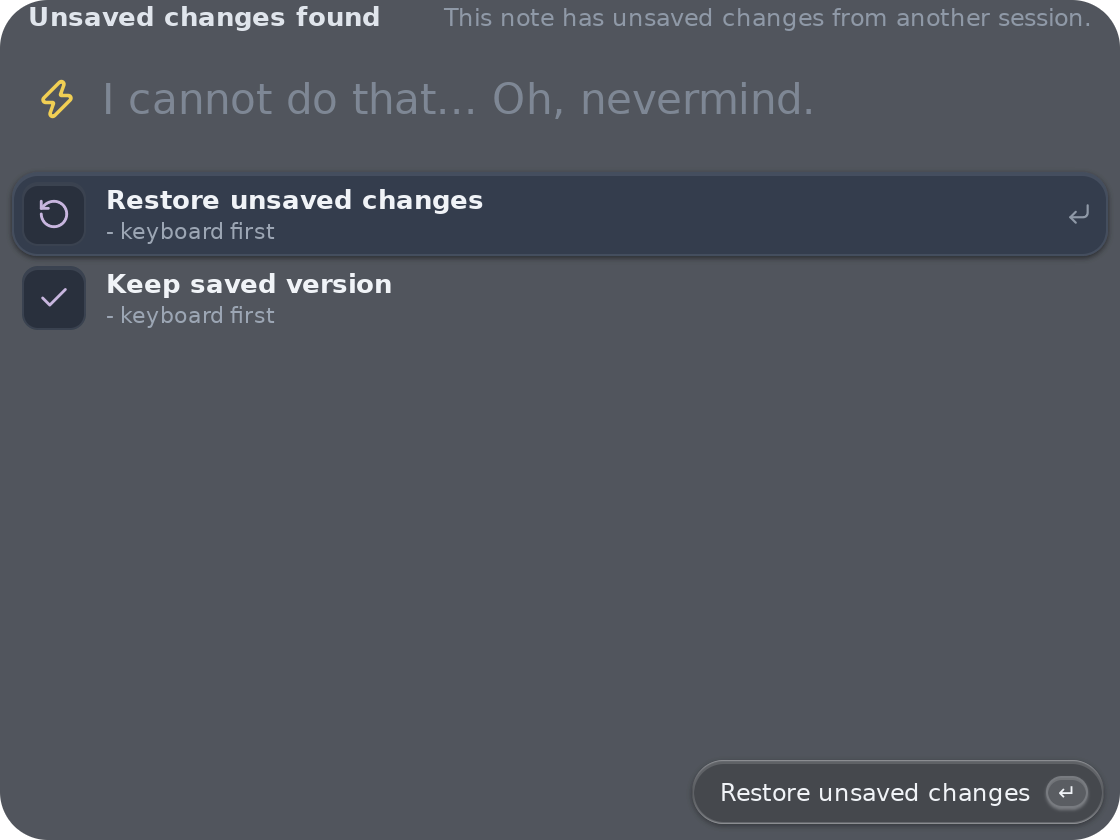 Unsaved changes found
This note has unsaved changes from another session.
I cannot do that... Oh, nevermind.
Restore unsaved changes
- keyboard first
Keep saved version
- keyboard first
Restore unsaved changes